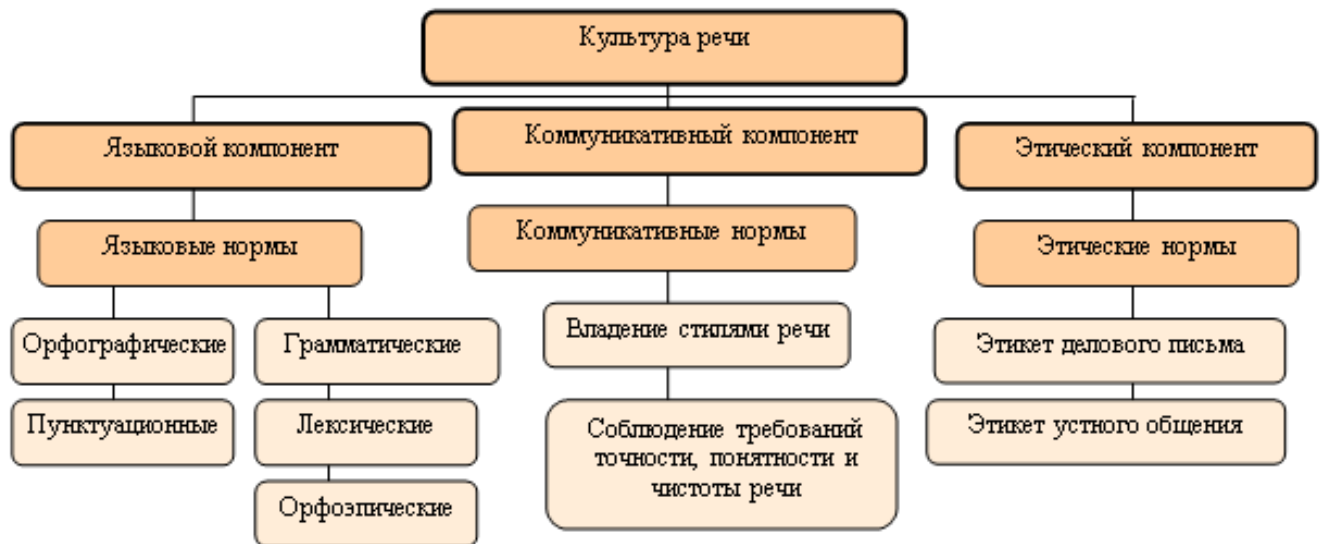 Культура речи
Языковой компонент
Коммуникативный компонент
Этический компонент
Языковые нормы
Коммуникативные нормы
Этические нормы
Орфографические
Грамматические
Владение стилями речи
Этикет делового письма
Пунктуационные
Лексические
Соблюдение требований
точности, понятности и
чистоты речи
Этикет устного общения
Орфоэпические